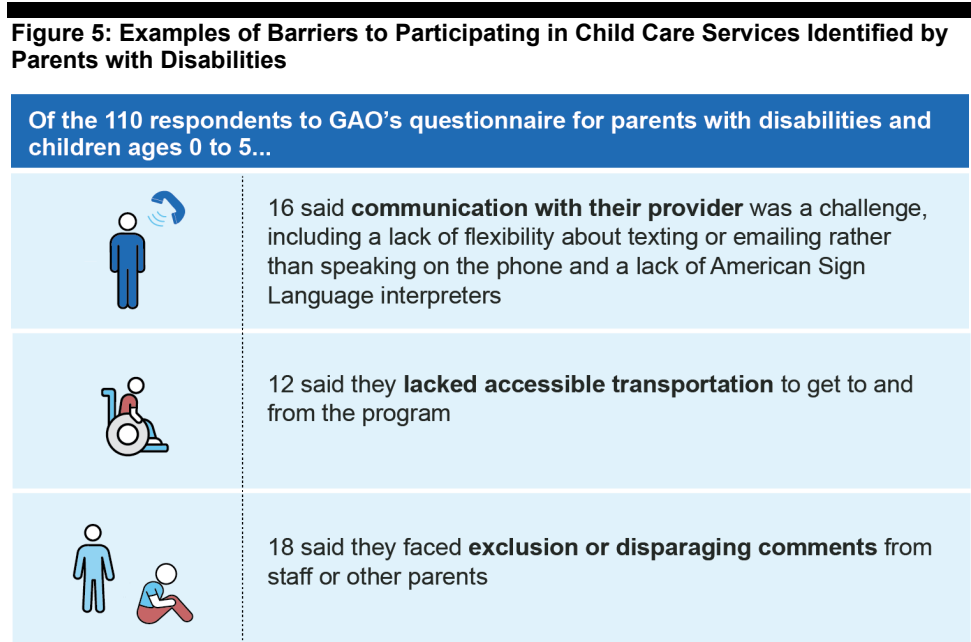 Figure 5: Examples of Barriers to Participating in Child Care Services Identified by
Parents with Disabilities
Of the 110 respondents to GAO’s questionnaire for parents with disabilities and
children ages 0 to 5...
16 said communication with their provider was a challenge,
including a lack of flexibility about texting or emailing rather
than speaking on the phone and a lack of American Sign
Language interpreters
12 said they lacked accessible transportation to get to and
from the program
18 said they faced exclusion or disparaging comments from
staff or other parents